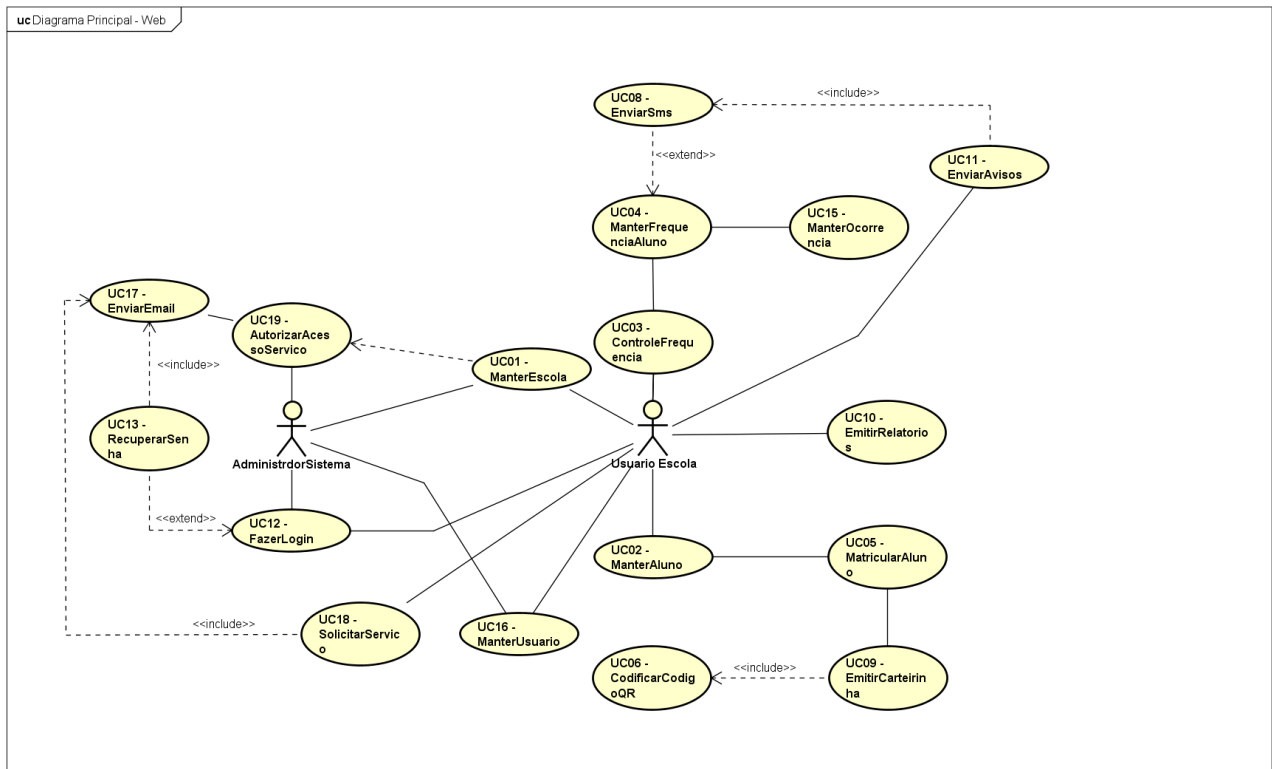 uc Diagrama Principal - Web
UC08 -
EnviarSms
<<include>>
<<extend>>
UC11 -
EnviarAvisos
UC04 -
ManterFreque
nciaAluno
UC15 -
ManterOcorre
ncia
UC17 -
EnviarEmail
UC19 -
AutorizarAces
soServico
UC03 -
ControleFrequ
encia
<<include>>
UC01 -
ManterEscola
UC13 -
RecuperarSen
ha
AdministrdorSistema
Usuario Escola
UC10 -
EmitirRelatorio
s
<<extend>>
UC12 -
FazerLogin
UC02 -
ManterAluno
UC05 -
MatricularAlun
o
<<include>>
UC18 -
SolicitarServic
o
UC16 -
ManterUsuario
UC06 -
CodificarCodig
oQR
<<include>>
UC09 -
EmitirCarteirin
ha